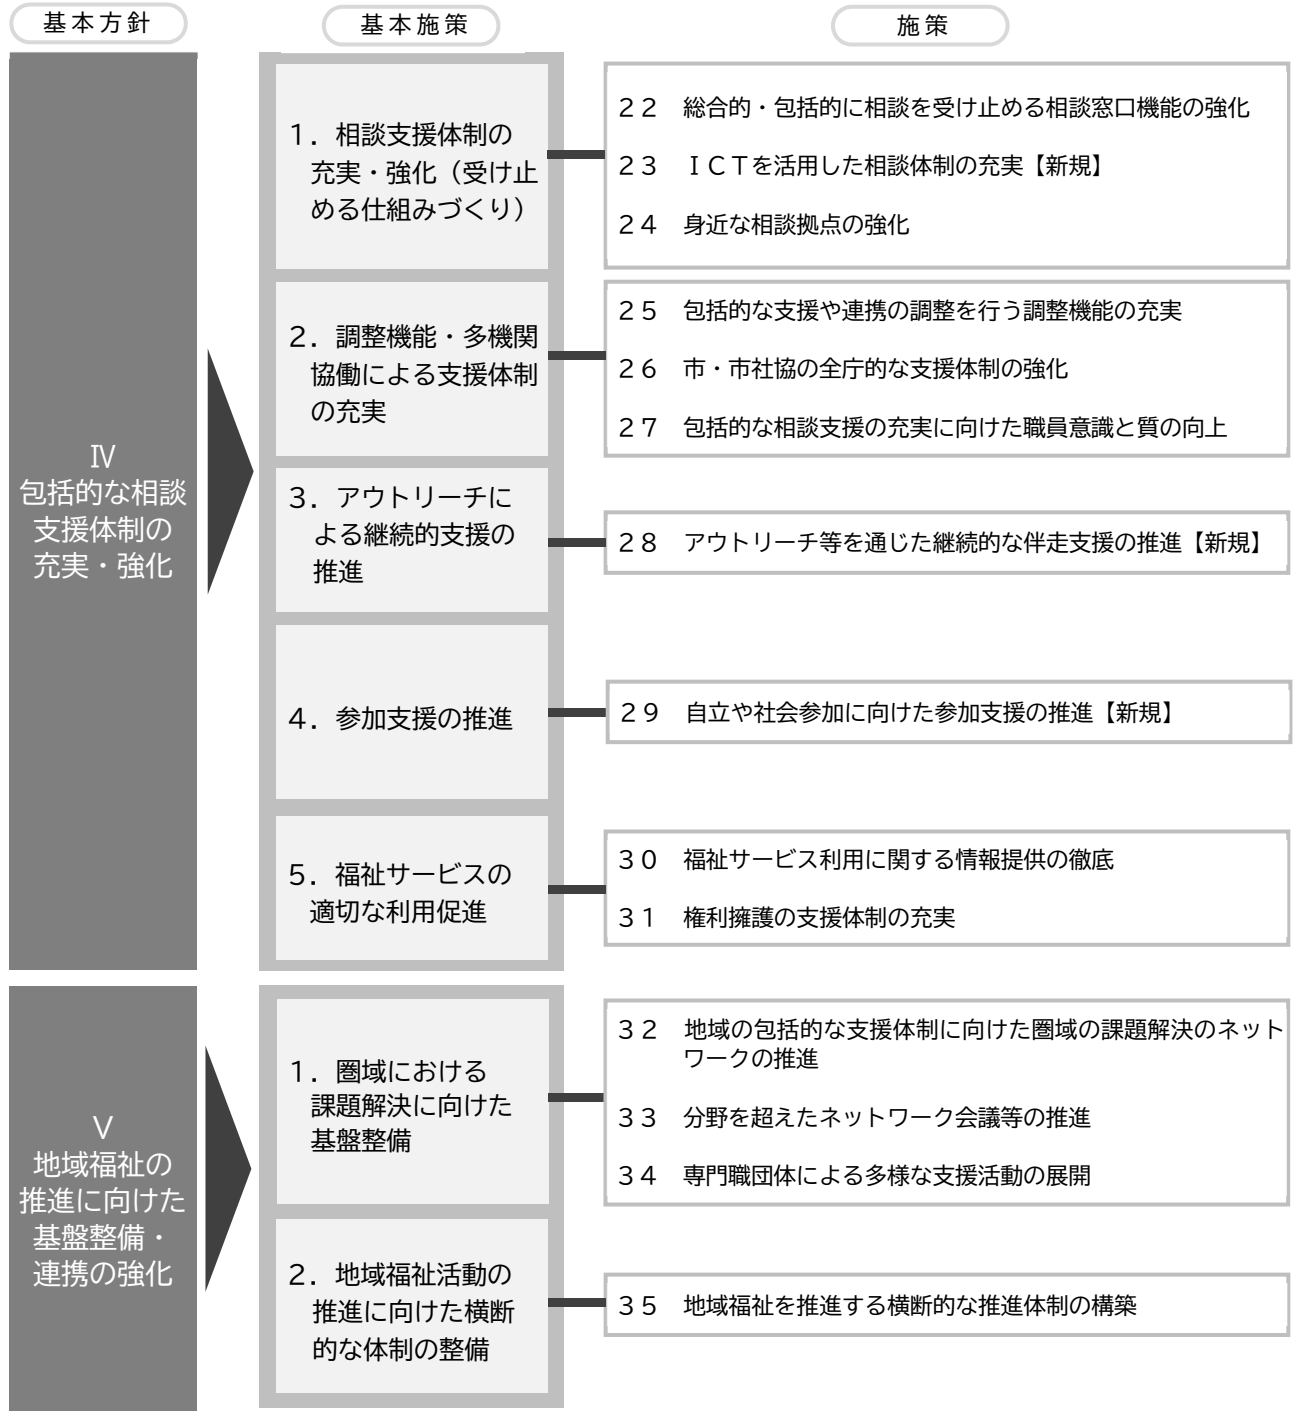 基本方針
基本施策
施策
Ⅳ
包括的な相談
支援体制の
充実・強化
１．相談支援体制の
充実・強化（受け止
める仕組みづくり）
２２　総合的・包括的に相談を受け止める相談窓口機能の強化
２３　ＩＣＴを活用した相談体制の充実【新規】
２４　身近な相談拠点の強化
２．調整機能・多機関
協働による支援体制
の充実
２５　包括的な支援や連携の調整を行う調整機能の充実
２６　市・市社協の全庁的な支援体制の強化
２７　包括的な相談支援の充実に向けた職員意識と質の向上
３．アウトリーチに
よる継続的支援の
推進
２８　アウトリーチ等を通じた継続的な伴走支援の推進【新規】
４．参加支援の推進
２９　自立や社会参加に向けた参加支援の推進【新規】
５．福祉サービスの
適切な利用促進
３０　福祉サービス利用に関する情報提供の徹底
３１　権利擁護の支援体制の充実
Ⅴ
地域福祉の
推進に向けた
基盤整備・
連携の強化
１．圏域における
課題解決に向けた
基盤整備
３２　地域の包括的な支援体制に向けた圏域の課題解決のネット
ワークの推進
３３　分野を超えたネットワーク会議等の推進
３４　専門職団体による多様な支援活動の展開
２．地域福祉活動の
推進に向けた横断
的な体制の整備
３５　地域福祉を推進する横断的な推進体制の構築